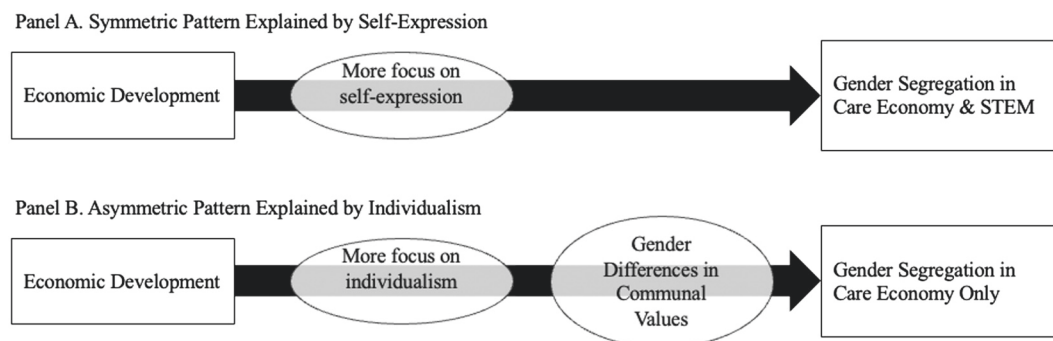 Panel A. Symmetric Pattern Explained by Self-Expression
Economic Development
More focus on
self-expression
Gender Segregation in
Care Economy & STEM
Panel B. Asymmetric Pattern Explained by Individualism
Economic Development
More focus on
individualism
Gender
Differences in
Communal
Values
Gender Segregation in
Care Economy Only